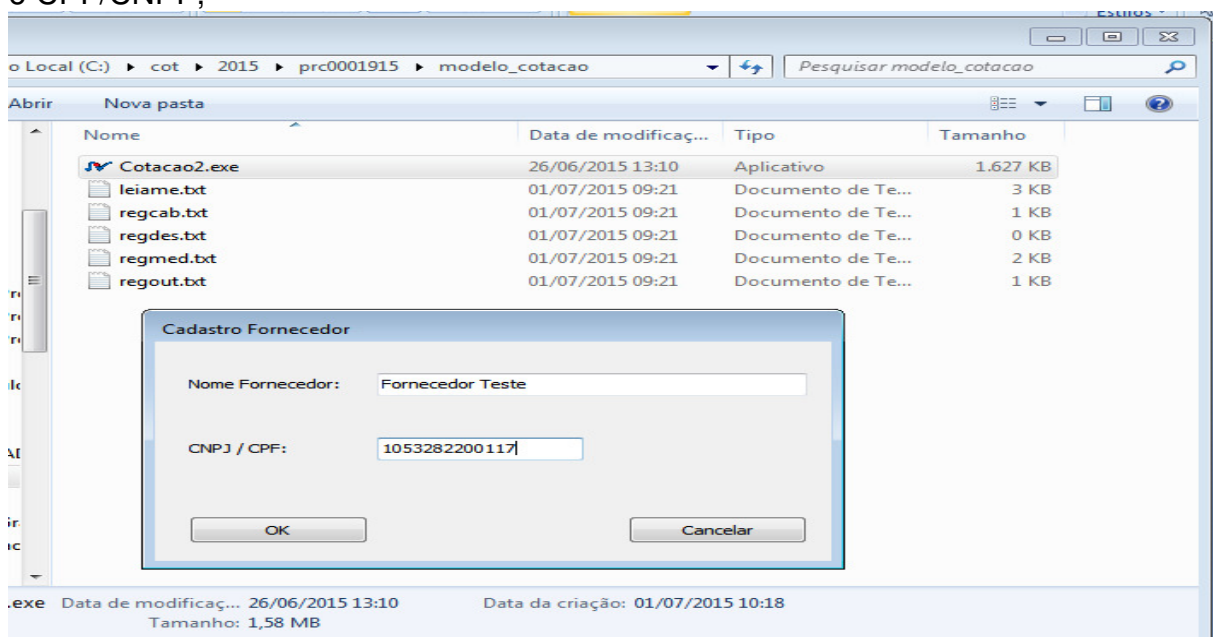 o CPF/CNPF;
Estilos
o Local (C:) cot 2015 prc0001915 modelo_cotacao Pesquisar modelo_cotacao
Abrir Nova pasta
Nome Data de modificaç... Tipo Tamanho
Cotacao2.exe 26/06/2015 13:10 Aplicativo 1.627 KB
leiame.txt 01/07/2015 09:21 Documento de Te... 3 KB
regcab.txt 01/07/2015 09:21 Documento de Te... 1 KB
regdes.txt 01/07/2015 09:21 Documento de Te... 0 KB
regmed.txt 01/07/2015 09:21 Documento de Te... 2 KB
regout.txt 01/07/2015 09:21 Documento de Te... 1 KB
Cadastro Fornecedor
Nome Fornecedor: Fornecedor Teste
CNPJ / CPF: 1053282200117
OK Cancelar
.exe Data de modificaç... 26/06/2015 13:10 Data da criação: 01/07/2015 10:18
Tamanho: 1,58 MB